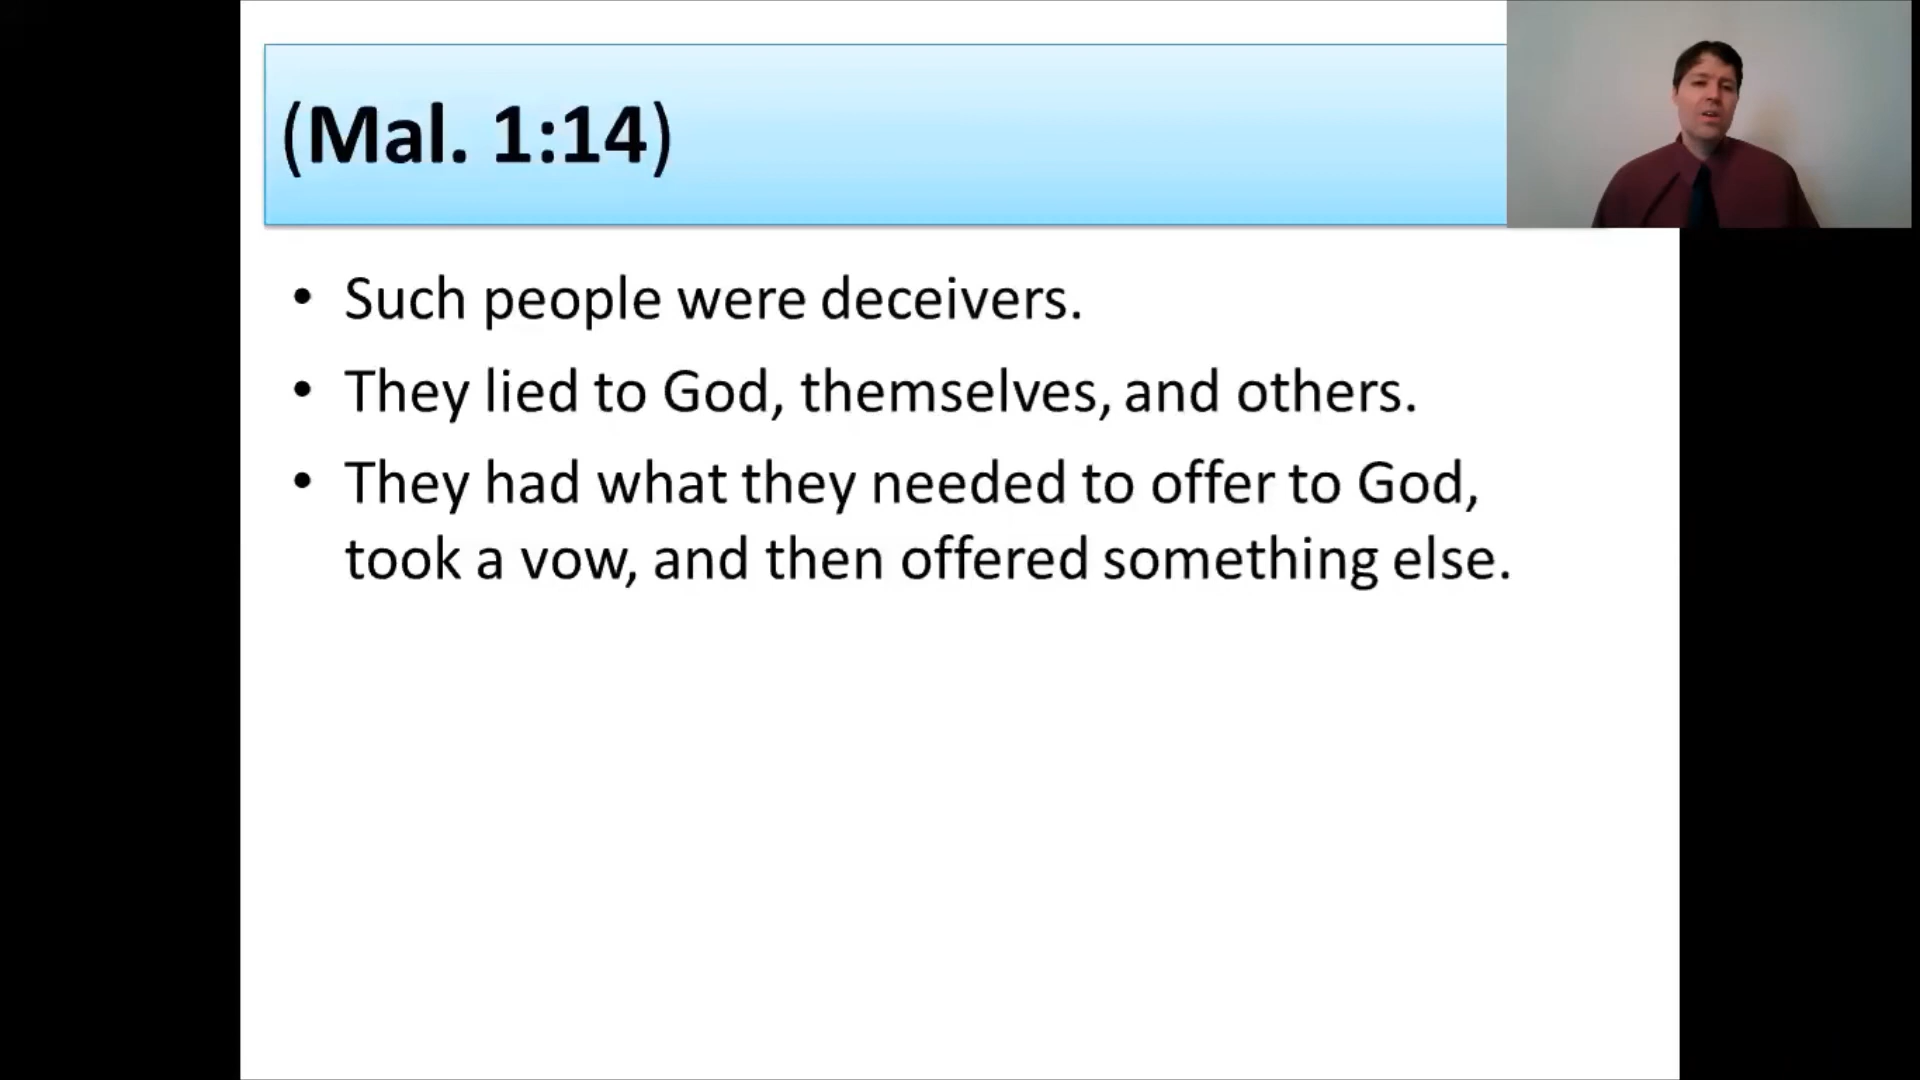 (Mal. 1:14)
• Such people were deceivers.
• They lied to God, themselves, and others.
• They had what they needed to offer to God,
took a vow, and then offered something else.